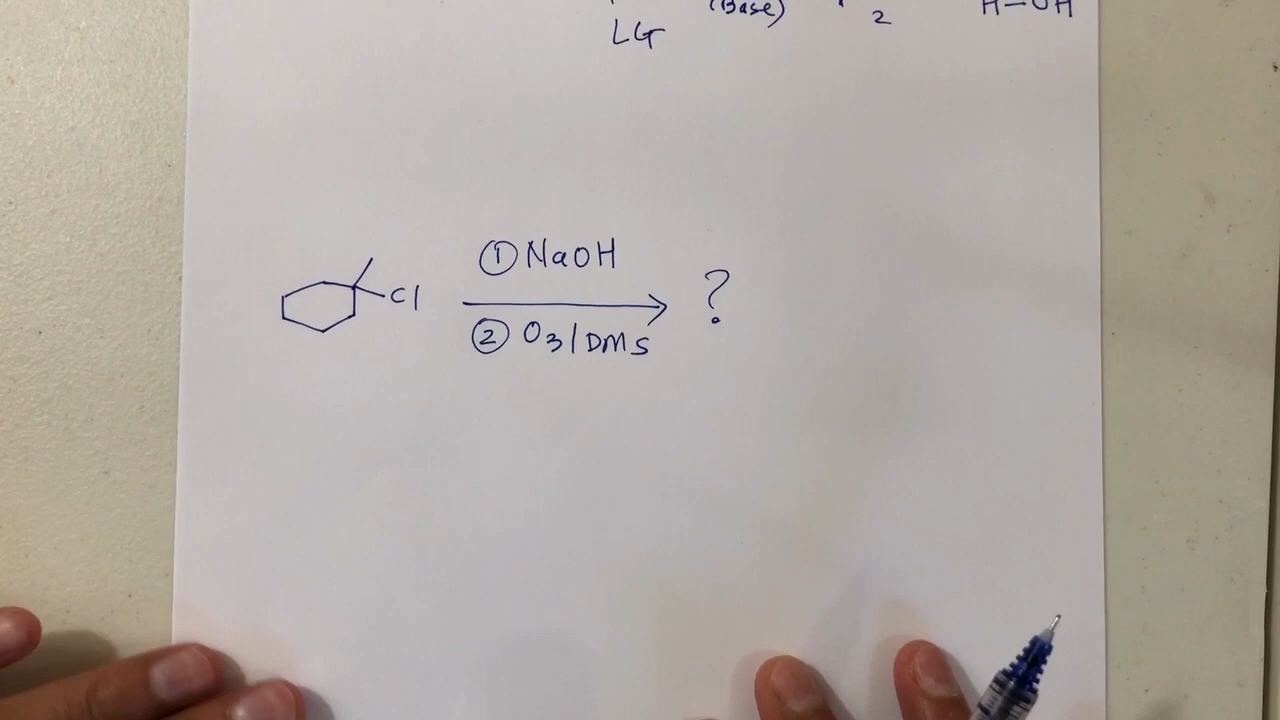 (Base)
2
H-OH
LG
① NaOH
Cl
?
② O3/DMS